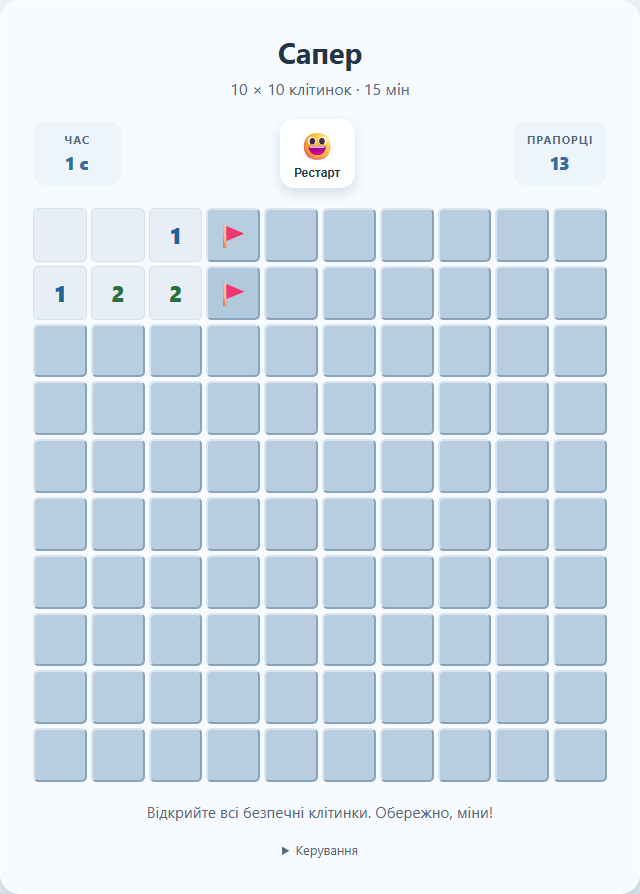 Сапер
10 × 10 клітинок · 15 мін
ЧАС
1 с
Рестарт
ПРАПОРЦІ
13
1
1 2 2
Відкрийте всі безпечні клітинки. Обережно, міни!
Керування